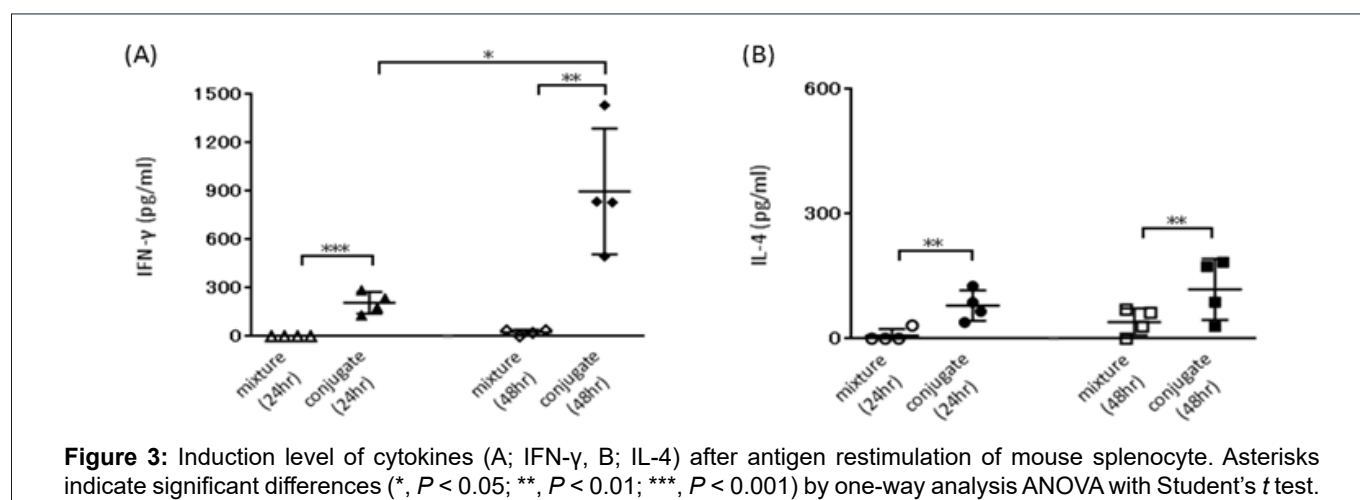 (A)
*
**
1500
1200
900
600
300
0
IFN-γ (pg/ml)
***
mixture
(24hr)
conjugate
(24hr)
mixture
(48hr)
conjugate
(48hr)
(B)
600
300
0
IL-4 (pg/ml)
**
**
mixture
(24hr)
conjugate
(24hr)
mixture
(48hr)
conjugate
(48hr)
Figure 3: Induction level of cytokines (A; IFN-γ, B; IL-4) after antigen restimulation of mouse splenocyte. Asterisks
indicate significant differences (*, P < 0.05; **, P < 0.01; ***, P < 0.001) by one-way analysis ANOVA with Student’s t test.